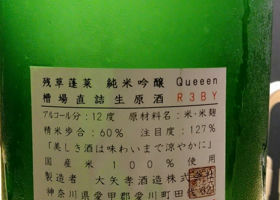 残草蓬莱 純米吟醸 Queeen
槽場直詰生原酒 R3BY
アルコール分：12度 原材料名：米・米麹
精米歩合：60% 注目度：127%
「美しき酒は味わいまで涼やかに」
国産米100%使用
製造者 大矢孝酒造株式
神奈川県愛甲郡愛川町田